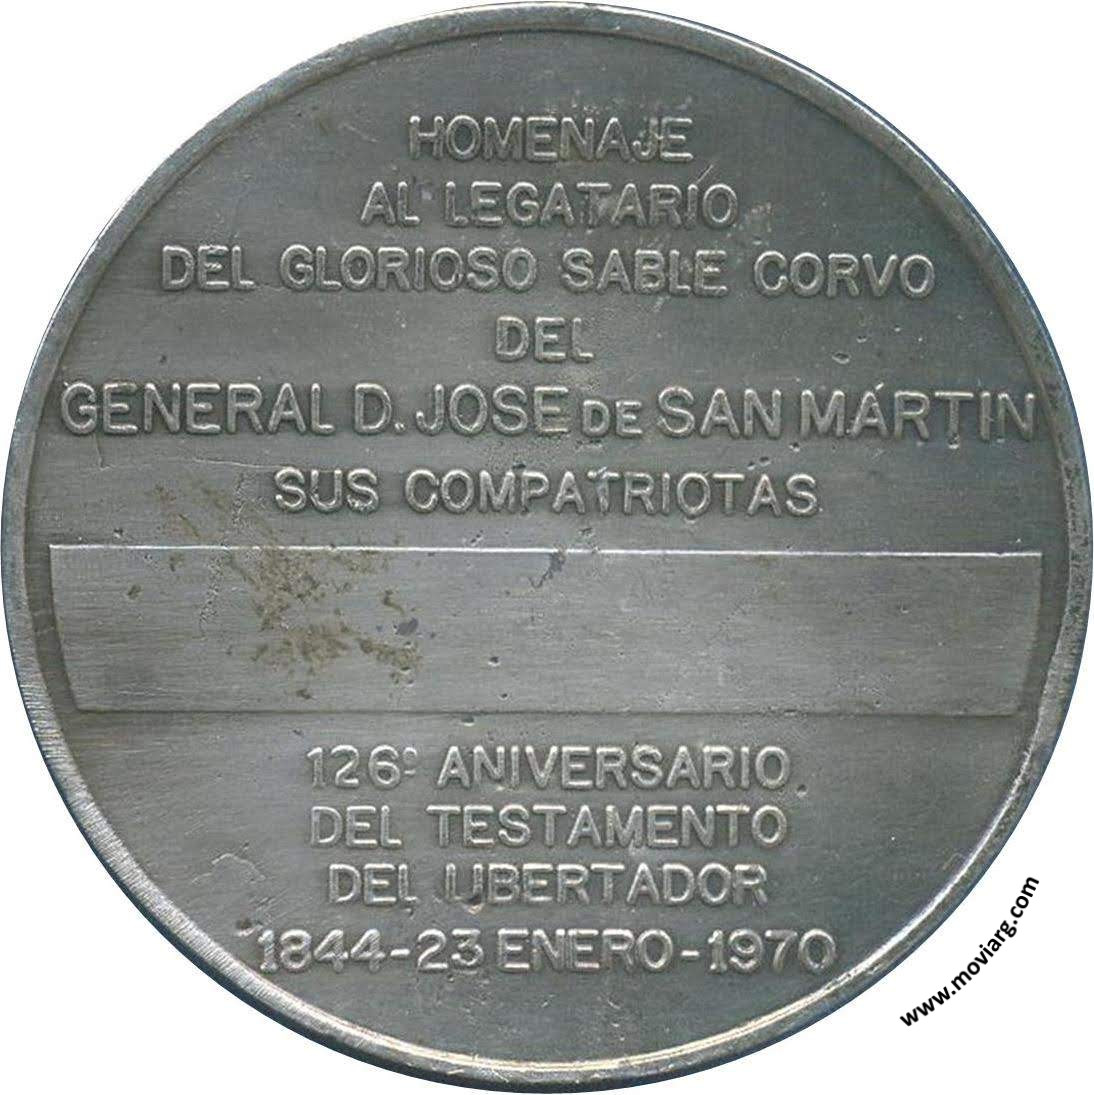 HOMENAJE
AL LEGATARIO
DEL GLORIOSO SABLE CORVO
DEL
GENERAL D. JOSE DE SAN MARTIN
SUS COMPATRIOTAS
126º ANIVERSARIO
DEL TESTAMENTO
DEL LIBERTADOR
1844-23 ENERO-1970
www.moviarg.com